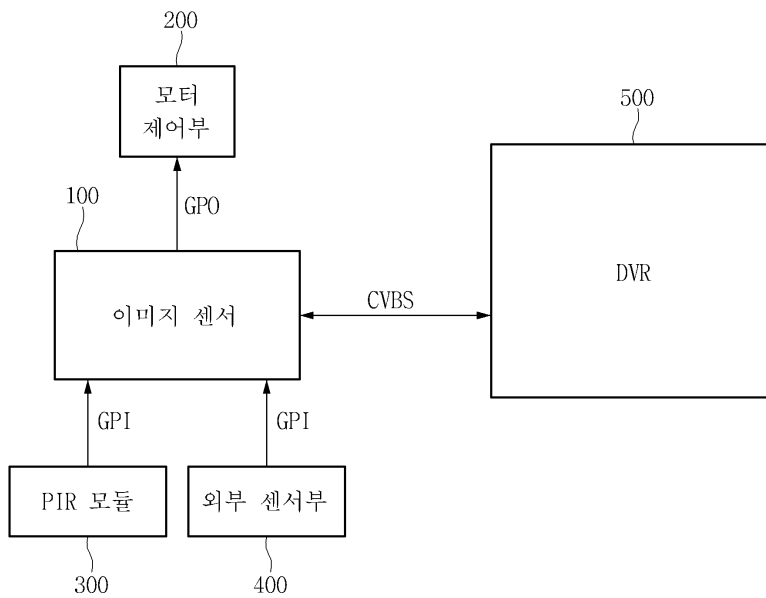 200
모터
제어부
500
100
GPO
DVR
이미지 센서
CVBS
GPI
GPI
PIR 모듈
외부 센서부
300
400